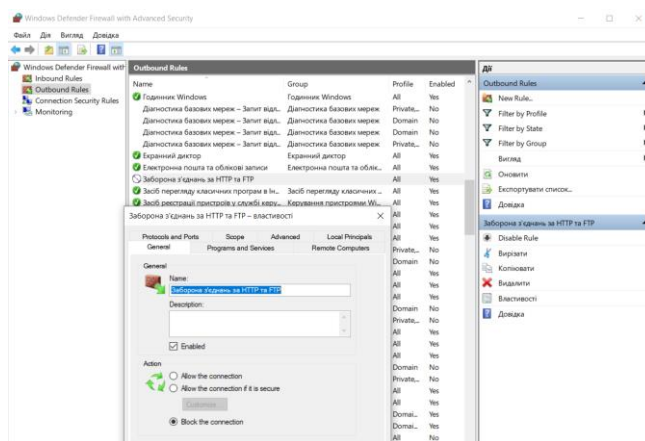 Windows Defender Firewall with Advanced Security
Файл Дія Вигляд Довідка
Windows Defender Firewall with
Inbound Rules
Outbound Rules
Connection Security Rules
Monitoring
Outbound Rules
Name Group Profile Enabled
Годинник Windows Годинник Windows All Yes
Діагностика базових мереж – Запит відл... Діагностика базових мереж Private,... No
Діагностика базових мереж – Запит відл... Діагностика базових мереж Domain No
Діагностика базових мереж – Запит відл... Діагностика базових мереж Domain No
Діагностика базових мереж – Запит відл... Діагностика базових мереж Private,... No
Екранний диктор Екранний диктор All Yes
Електронна пошта та облікові записи Електронна пошта та облік... All Yes
Заборона з'єднань за HTTP та FTP All Yes
Засіб перегляду класичних програм в Ін... Засіб перегляду класичних ... All Yes
Засіб реєстрації пристроїв у службі керу... Керування пристроями Wi... All Yes
All Yes
All Yes
Private,... No
Domain No
All Yes
All Yes
All Yes
Domain No
Private,... No
All Yes
All Yes
All Yes
Domain No
Private,... No
All Yes
All Yes
Domai... Yes
Domai... Yes
All No
Заборона з'єднань за HTTP та FTP – властивості
Protocols and Ports Scope Advanced Local Principals
General Programs and Services Remote Computers
General
Name:
Заборона з'єднань за HTTP та FTP
Description:
Enabled
Action
Allow the connection
Allow the connection if it is secure
Customize...
Block the connection
Дії
Outbound Rules
New Rule...
Filter by Profile
Filter by State
Filter by Group
Вигляд
Оновити
Експортувати список...
Довідка
Заборона з'єднань за HTTP та FTP
Disable Rule
Вирізати
Копіювати
Видалити
Властивості
Довідка